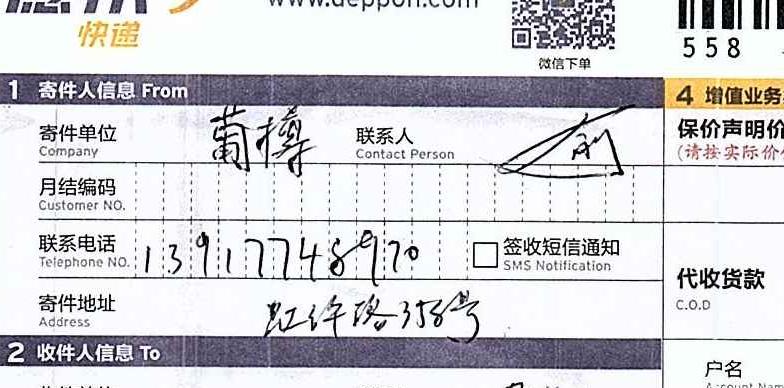 快递
www.deppon.com
微信下单
558
1 寄件人信息 From
4 增值业务
寄件单位
Company
葡樽
联系人
Contact Person
保价声明价
(请按实际价
月结编码
Customer NO.
联系电话
Telephone NO.
13917748970
签收短信通知
SMS Notification
代收货款
C.O.D
寄件地址
Address
虹许路358号
2 收件人信息 To
户名
Account Nam